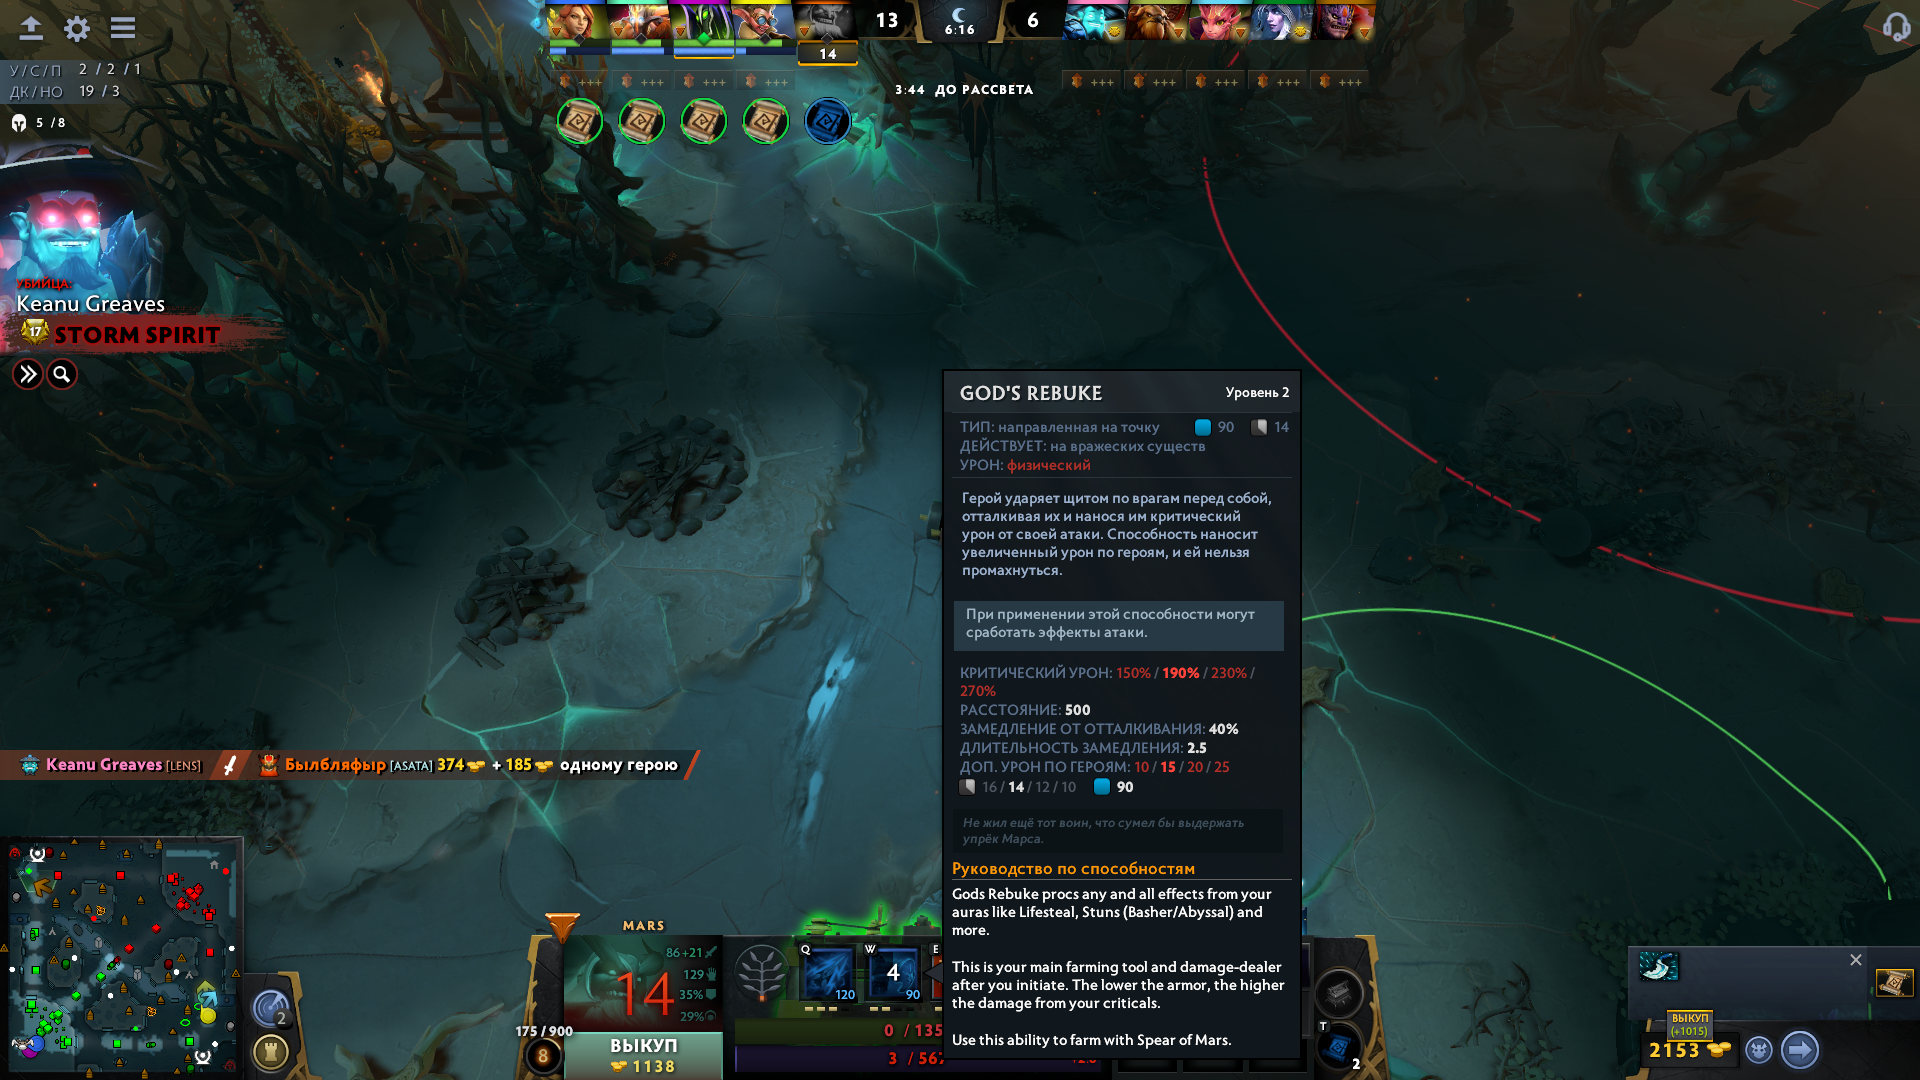 13
6:16
6
14
У/С/П 2 / 2 / 1
ДК/НО 19 / 3
5 / 8
3:44 ДО РАССВЕТА
+++ +++ +++ +++ +++ +++ +++ +++ +++
УБИЙЦА:
Keanu Greaves
17 STORM SPIRIT
GOD'S REBUKE Уровень 2
ТИП: направленная на точку 90 14
ДЕЙСТВУЕТ: на вражеских существ
УРОН: физический
Герой ударяет щитом по врагам перед собой,
отталкивая их и нанося им критический
урон от своей атаки. Способность наносит
увеличенный урон по героям, и ей нельзя
промахнуться.
При применении этой способности могут
сработать эффекты атаки.
КРИТИЧЕСКИЙ УРОН: 150% / 190% / 230% /
270%
РАССТОЯНИЕ: 500
ЗАМЕДЛЕНИЕ ОТ ОТТАЛКИВАНИЯ: 40%
ДЛИТЕЛЬНОСТЬ ЗАМЕДЛЕНИЯ: 2.5
ДОП. УРОН ПО ГЕРОЯМ: 10 / 15 / 20 / 25
16 / 14 / 12 / 10 90
Не жил ещё тот воин, что сумел бы выдержать
упрёк Марса.
Руководство по способностям
Gods Rebuke procs any and all effects from your
auras like Lifesteal, Stuns (Basher/Abyssal) and
more.
This is your main farming tool and damage-dealer
after you initiate. The lower the armor, the higher
the damage from your criticals.
Use this ability to farm with Spear of Mars.
Keanu Greaves [LENS] Былбляфыр [ASATA] 374 + 185 одному герою
2
MARS
86+21
129
35%
29%
14
175 / 900
8
ВЫКУП
1138
Q W E
4
120 90
0 / 135
3 / 567
T
2
ВЫКУП
(+1015)
2153